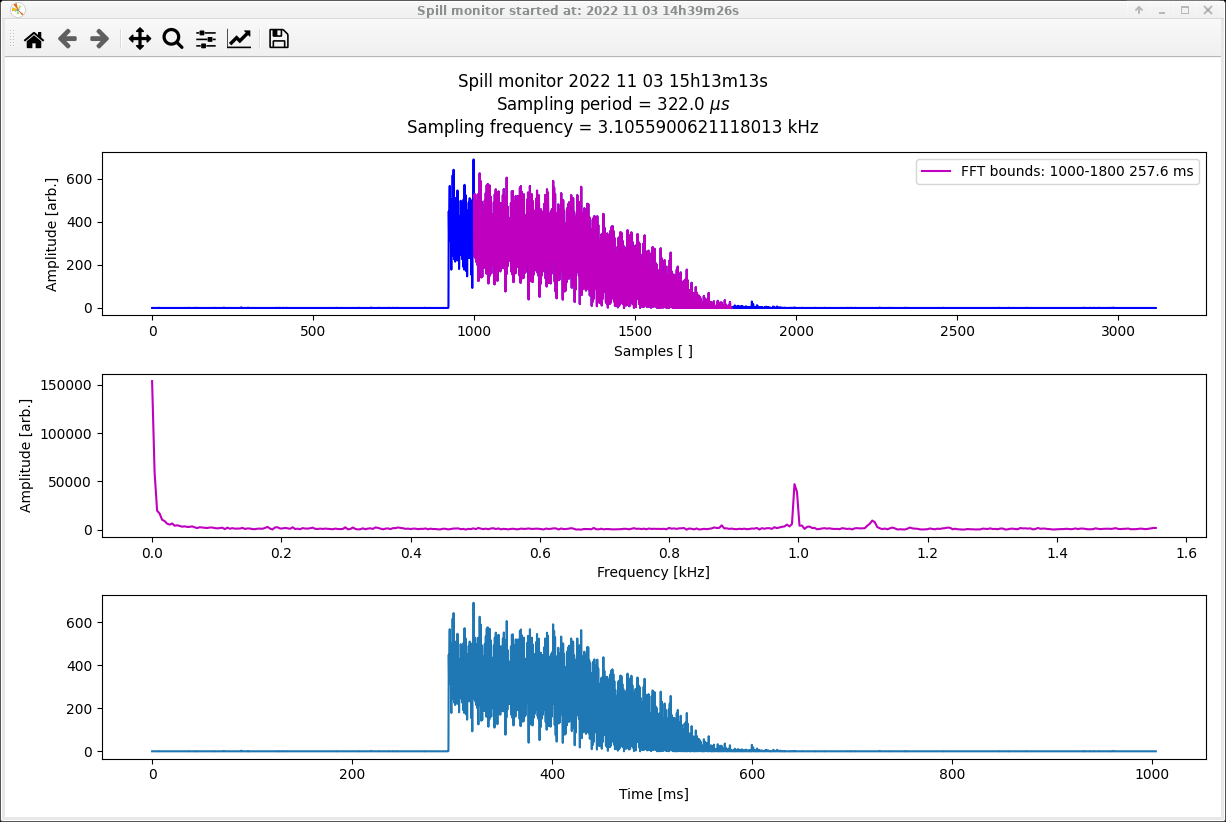 Spill monitor started at: 2022 11 03 14h39m26s
Spill monitor 2022 11 03 15h13m13s
Sampling period = 322.0 μs
Sampling frequency = 3.1055900621118013 kHz
FFT bounds: 1000-1800 257.6 ms
Amplitude [arb.]
600
400
200
0
0 500 1000 1500 2000 2500 3000
Samples [ ]
Amplitude [arb.]
150000
100000
50000
0
0.0 0.2 0.4 0.6 0.8 1.0 1.2 1.4 1.6
Frequency [kHz]
600
400
200
0
0 200 400 600 800 1000
Time [ms]